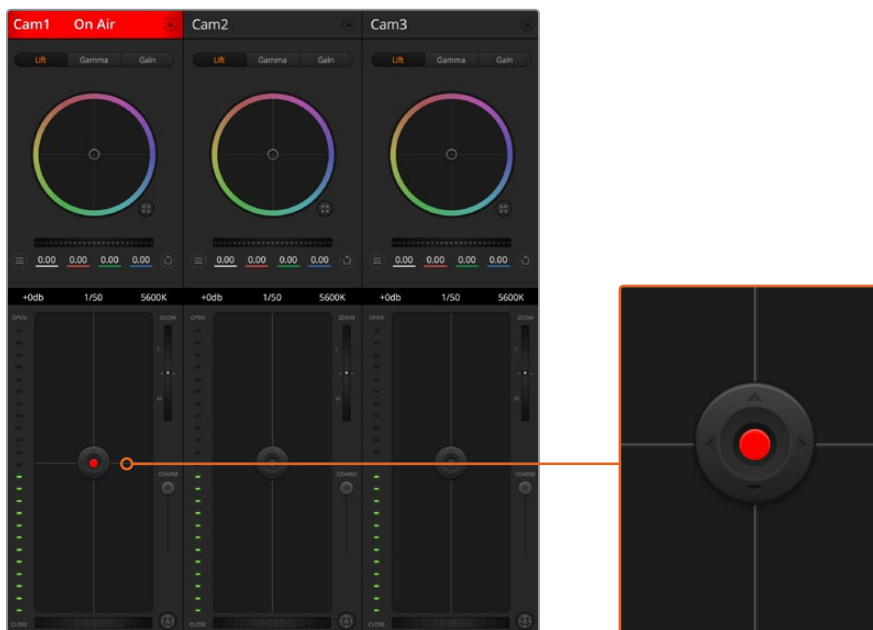 Cam1 On Air Cam2 Cam3
Lift Gamma Gain Lift Gamma Gain Lift Gamma Gain
0.00 0.00 0.00 0.00 0.00 0.00 0.00 0.00 0.00 0.00 0.00 0.00
+0db 1/50 5600K +0db 1/50 5600K +0db 1/50 5600K
OPEN ZOOM OPEN ZOOM OPEN ZOOM
T T T
W W W
COARSE COARSE COARSE
CLOSE A CLOSE A CLOSE A